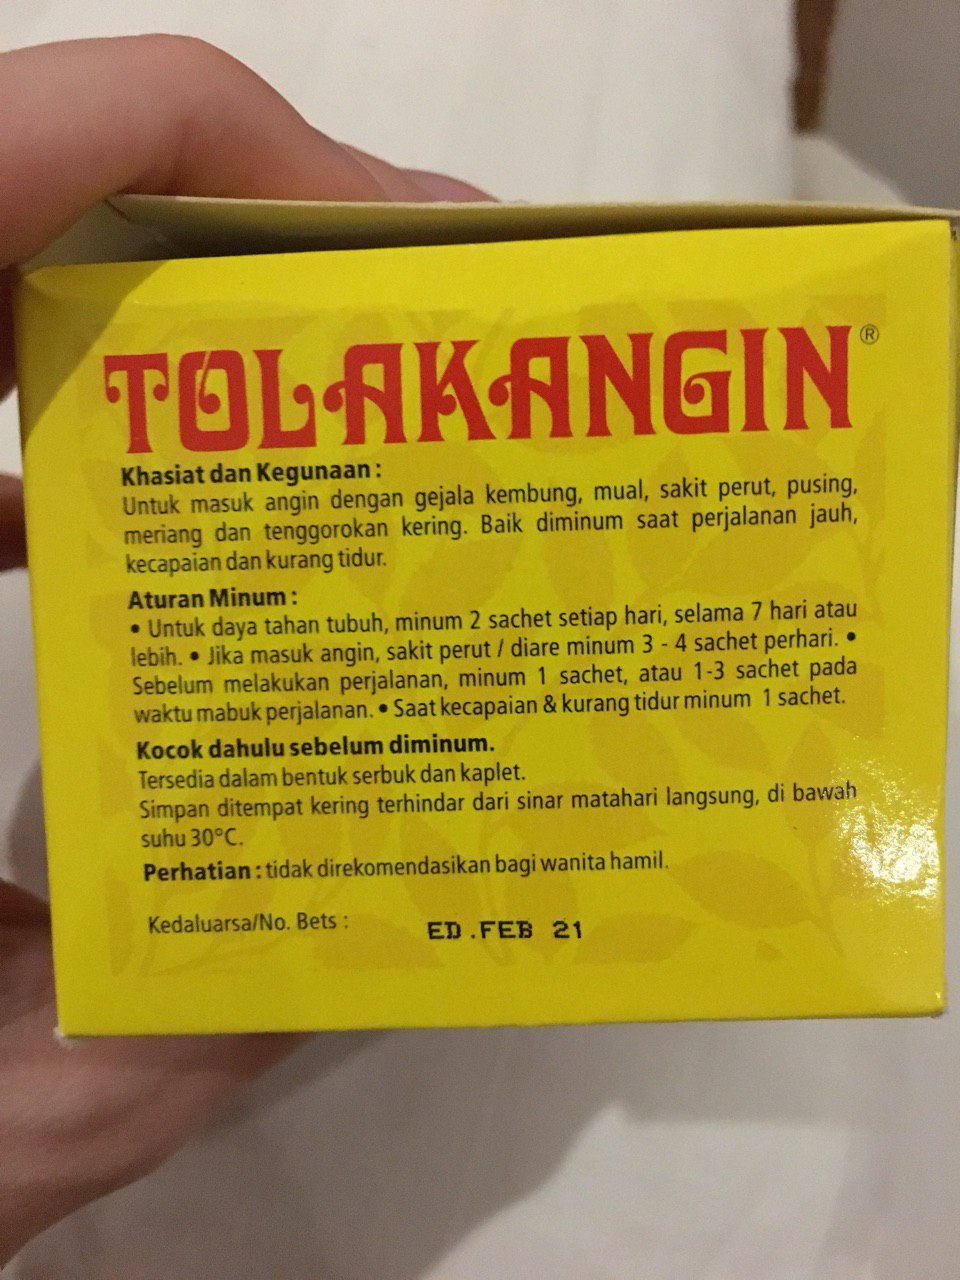 TOLAKANGIN®
Khasiat dan Kegunaan :
Untuk masuk angin dengan gejala kembung, mual, sakit perut, pusing,
meriang dan tenggorokan kering. Baik diminum saat perjalanan jauh,
kecapaian dan kurang tidur.
Aturan Minum :
• Untuk daya tahan tubuh, minum 2 sachet setiap hari, selama 7 hari atau
lebih. • Jika masuk angin, sakit perut / diare minum 3 - 4 sachet perhari. •
Sebelum melakukan perjalanan, minum 1 sachet, atau 1-3 sachet pada
waktu mabuk perjalanan. • Saat kecapaian & kurang tidur minum 1 sachet.
Kocok dahulu sebelum diminum.
Tersedia dalam bentuk serbuk dan kaplet.
Simpan ditempat kering terhindar dari sinar matahari langsung, di bawah
suhu 30°C.
Perhatian : tidak direkomendasikan bagi wanita hamil.
Kedaluarsa/No. Bets : ED.FEB 21